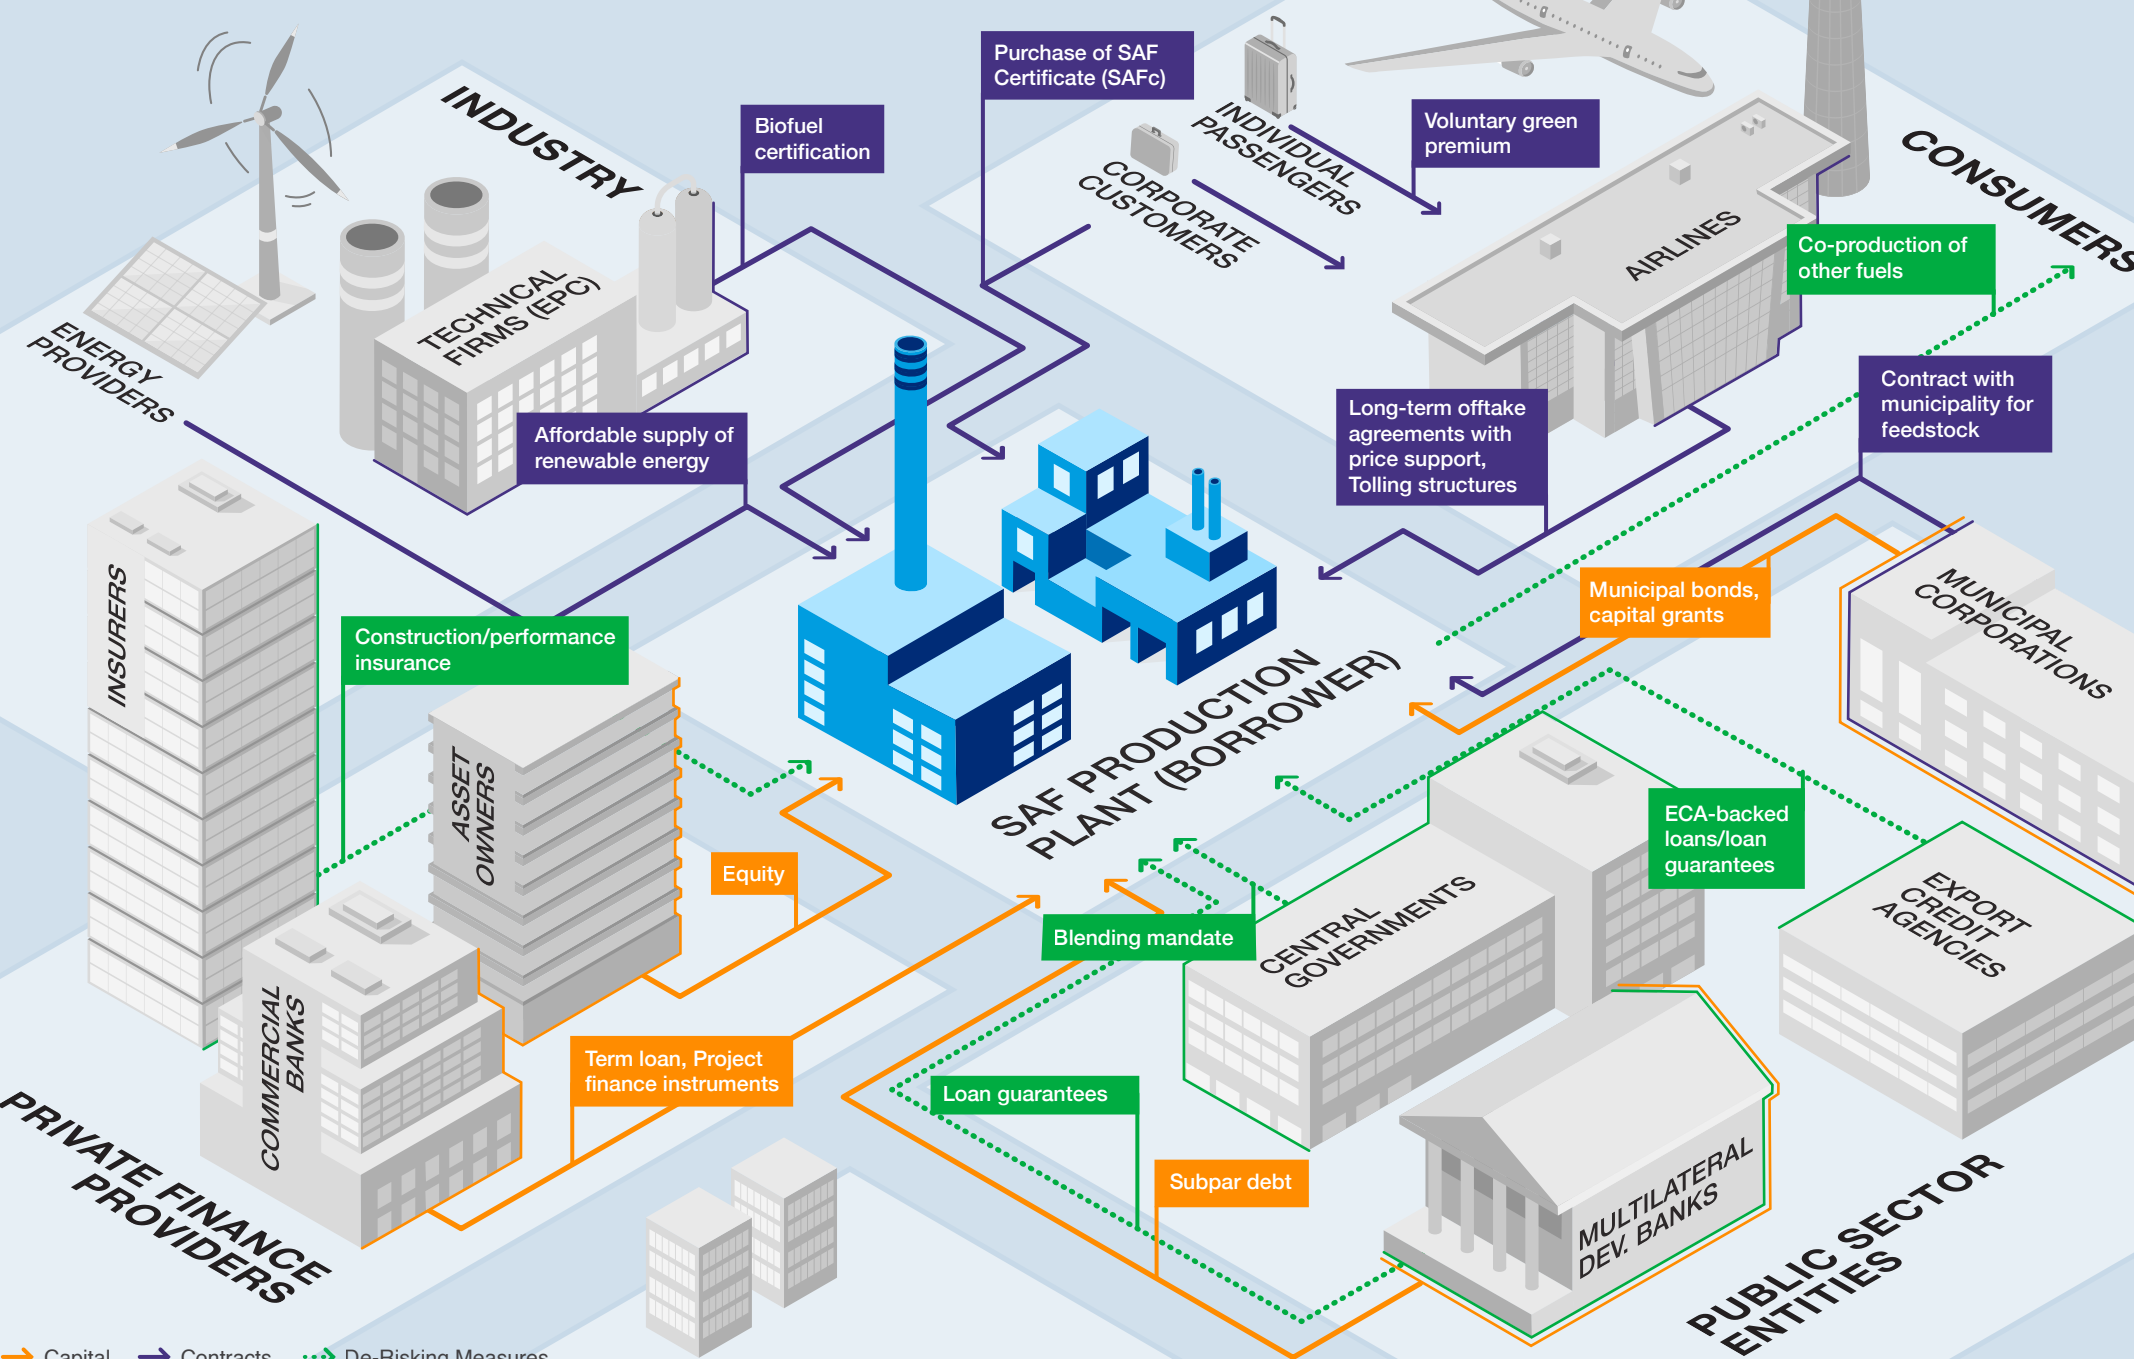 Purchase of SAF
Certificate (SAFc)
INDUSTRY
Biofuel
certification
INDIVIDUAL
PASSENGERS
Voluntary green
premium
CONSUMERS
CORPORATE
CUSTOMERS
AIRLINES
Co-production of
other fuels
TECHNICAL
FIRMS (EPC)
ENERGY
PROVIDERS
Affordable supply of
renewable energy
Long-term offtake
agreements with
price support,
Tolling structures
Contract with
municipality for
feedstock
INSURERS
Construction/performance
insurance
Municipal bonds,
capital grants
MUNICIPAL
CORPORATIONS
ASSET
OWNERS
SAF PRODUCTION
PLANT (BORROWER)
ECA-backed
loans/loan
guarantees
Equity
Blending mandate
CENTRAL
GOVERNMENTS
EXPORT
CREDIT
AGENCIES
COMMERCIAL
BANKS
Term loan, Project
finance instruments
Loan guarantees
Subpar debt
MULTILATERAL
DEV. BANKS
PRIVATE FINANCE
PROVIDERS
PUBLIC SECTOR
ENTITIES
Capital
Contracts
De-Risking Measures